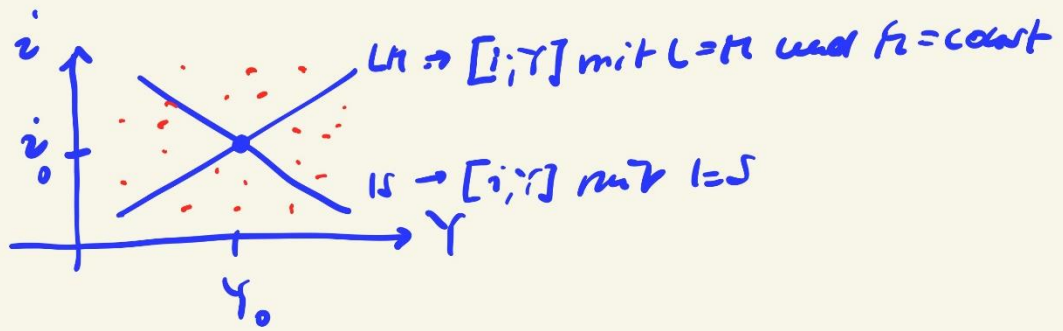 i
LM → [i;Y] mit L=M und M=const
i₀
IS → [i;Y] mit I=S
Y
Y₀